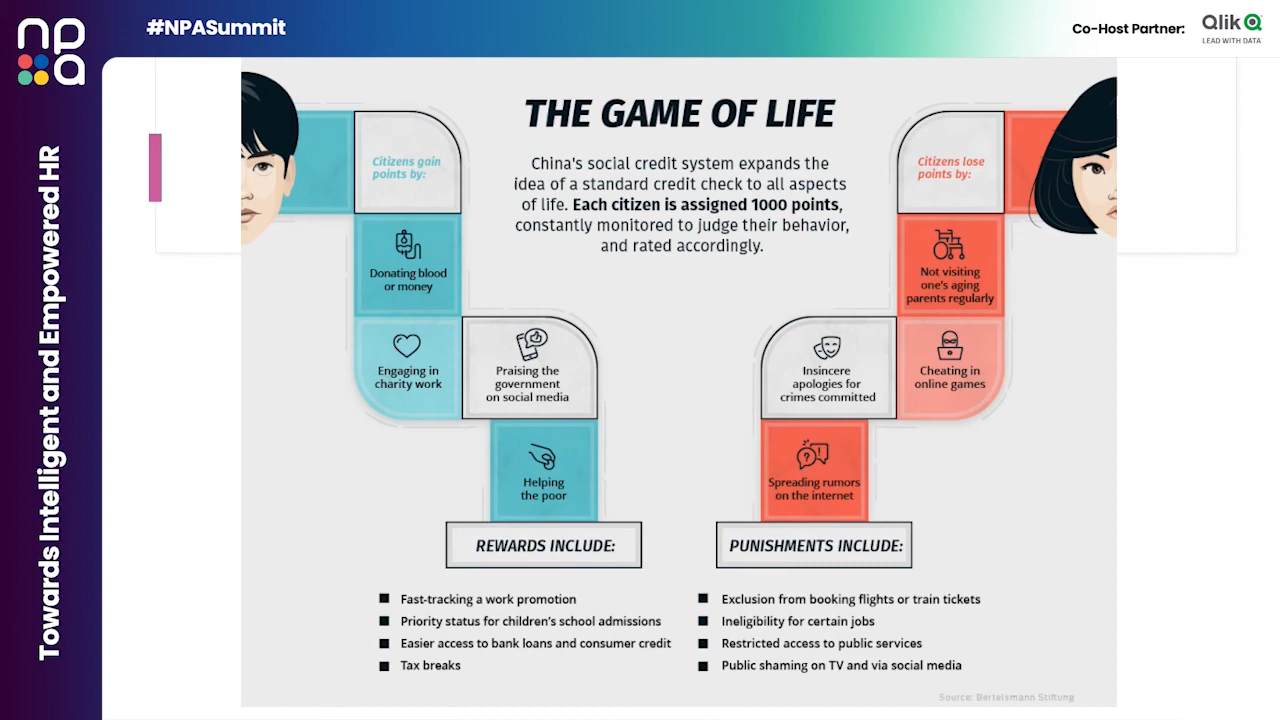 #NPASummit
Co-Host Partner:
Qlik
LEAD WITH DATA
npa
Towards Intelligent and Empowered HR
THE GAME OF LIFE
China's social credit system expands the
idea of a standard credit check to all aspects
of life. Each citizen is assigned 1000 points,
constantly monitored to judge their behavior,
and rated accordingly.
Citizens gain
points by:
Donating blood
or money
Engaging in
charity work
Praising the
government
on social media
Helping
the poor
Citizens lose
points by:
Not visiting
one's aging
parents regularly
Cheating in
online games
Insincere
apologies for
crimes committed
Spreading rumors
on the internet
REWARDS INCLUDE:
Fast-tracking a work promotion
Priority status for children's school admissions
Easier access to bank loans and consumer credit
Tax breaks
PUNISHMENTS INCLUDE:
Exclusion from booking flights or train tickets
Ineligibility for certain jobs
Restricted access to public services
Public shaming on TV and via social media
Source: Bertelsmann Stiftung